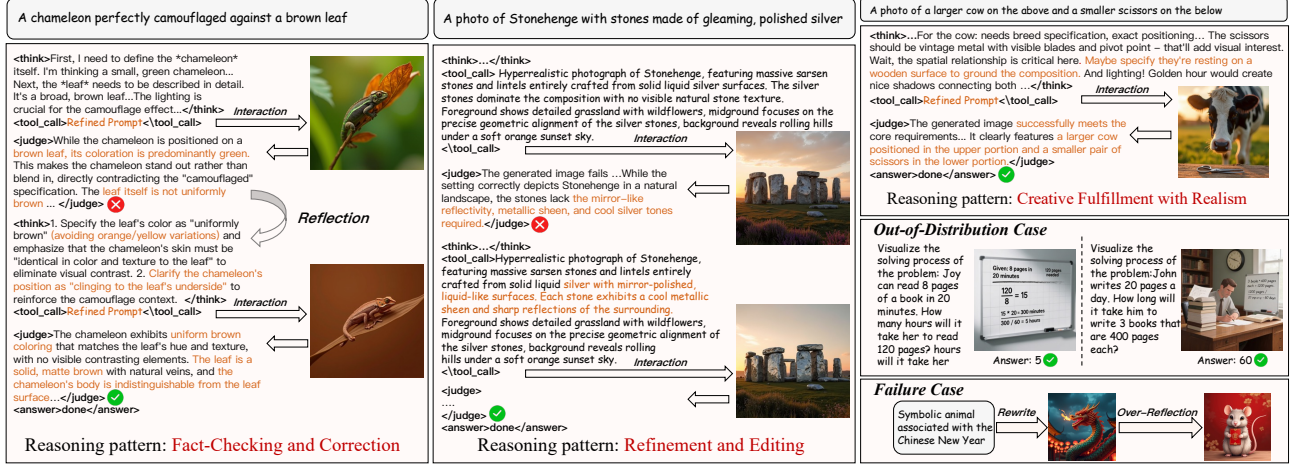 A chameleon perfectly camouflaged against a brown leaf
<think>First, I need to define the *chameleon*
itself. I'm thinking a small, green chameleon...
Next, the *leaf* needs to be described in detail.
It's a broad, brown leaf...The lighting is
crucial for the camouflage effect...</think>
<tool_call>Refined Prompt<\tool_call>
Interaction
<judge>While the chameleon is positioned on a
brown leaf, its coloration is predominantly green.
This makes the chameleon stand out rather than
blend in, directly contradicting the "camouflaged"
specification. The leaf itself is not uniformly
brown ... </judge>
Reflection
<think>1. Specify the leaf's color as "uniformly
brown" (avoiding orange/yellow variations) and
emphasize that the chameleon's skin must be
"identical in color and texture to the leaf" to
eliminate visual contrast. 2. Clarify the chameleon's
position as "clinging to the leaf's underside" to
reinforce the camouflage context. </think>
<tool_call>Refined Prompt<\tool_call>
Interaction
<judge>The chameleon exhibits uniform brown
coloring that matches the leaf's hue and texture,
with no visible contrasting elements. The leaf is a
solid, matte brown with natural veins, and the
chameleon's body is indistinguishable from the leaf
surface...</judge>
<answer>done</answer>
Reasoning pattern: Fact-Checking and Correction
A photo of Stonehenge with stones made of gleaming, polished silver
<think>...</think>
<tool_call> Hyperrealistic photograph of Stonehenge, featuring massive sarsen
stones and lintels entirely crafted from solid liquid silver surfaces. The silver
stones dominate the composition with no visible natural stone texture.
Foreground shows detailed grassland with wildflowers, midground focuses on the
precise geometric alignment of the silver stones, background reveals rolling hills
under a soft orange sunset sky.
<\tool_call>
Interaction
<judge>The generated image fails ...While the
setting correctly depicts Stonehenge in a natural
landscape, the stones lack the mirror-like
reflectivity, metallic sheen, and cool silver tones
required.</judge>
<think>...</think>
<tool_call>Hyperrealistic photograph of Stonehenge,
featuring massive sarsen stones and lintels entirely
crafted from solid liquid silver with mirror-polished,
liquid-like surfaces. Each stone exhibits a cool metallic
sheen and sharp reflections of the surrounding.
Foreground shows detailed grassland with wildflowers,
midground focuses on the precise geometric alignment of
the silver stones, background reveals rolling
hills under a soft orange sunset sky.
<\tool_call>
Interaction
<judge>
....
</judge>
<answer>done</answer>
Reasoning pattern: Refinement and Editing
A photo of a larger cow on the above and a smaller scissors on the below
<think>...For the cow: needs breed specification, exact positioning... The scissors
should be vintage metal with visible blades and pivot point – that'll add visual interest.
Wait, the spatial relationship is critical here. Maybe specify they're resting on a
wooden surface to ground the composition. And lighting! Golden hour would create
nice shadows connecting both ...</think>
<tool_call>Refined Prompt<\tool_call>
Interaction
<judge>The generated image successfully meets the
core requirements... It clearly features a larger cow
positioned in the upper portion and a smaller pair of
scissors in the lower portion.</judge>
<answer>done</answer>
Reasoning pattern: Creative Fulfillment with Realism
Out-of-Distribution Case
Visualize the
solving process of
the problem: Joy
can read 8 pages
of a book in 20
minutes. How
many hours will it
take her to read
120 pages? hours
will it take her
Given: 8 pages in
20 minutes
120
8
= 15
15 * 20 = 300 minutes
300 / 60 = 5 hours
Answer: 5
Visualize the
solving process of
the problem:John
writes 20 pages a
day. How long will
it take him to
write 3 books that
are 400 pages
each?
Answer: 60
Failure Case
Symbolic animal
associated with the
Chinese New Year
Rewrite
Over-Reflection